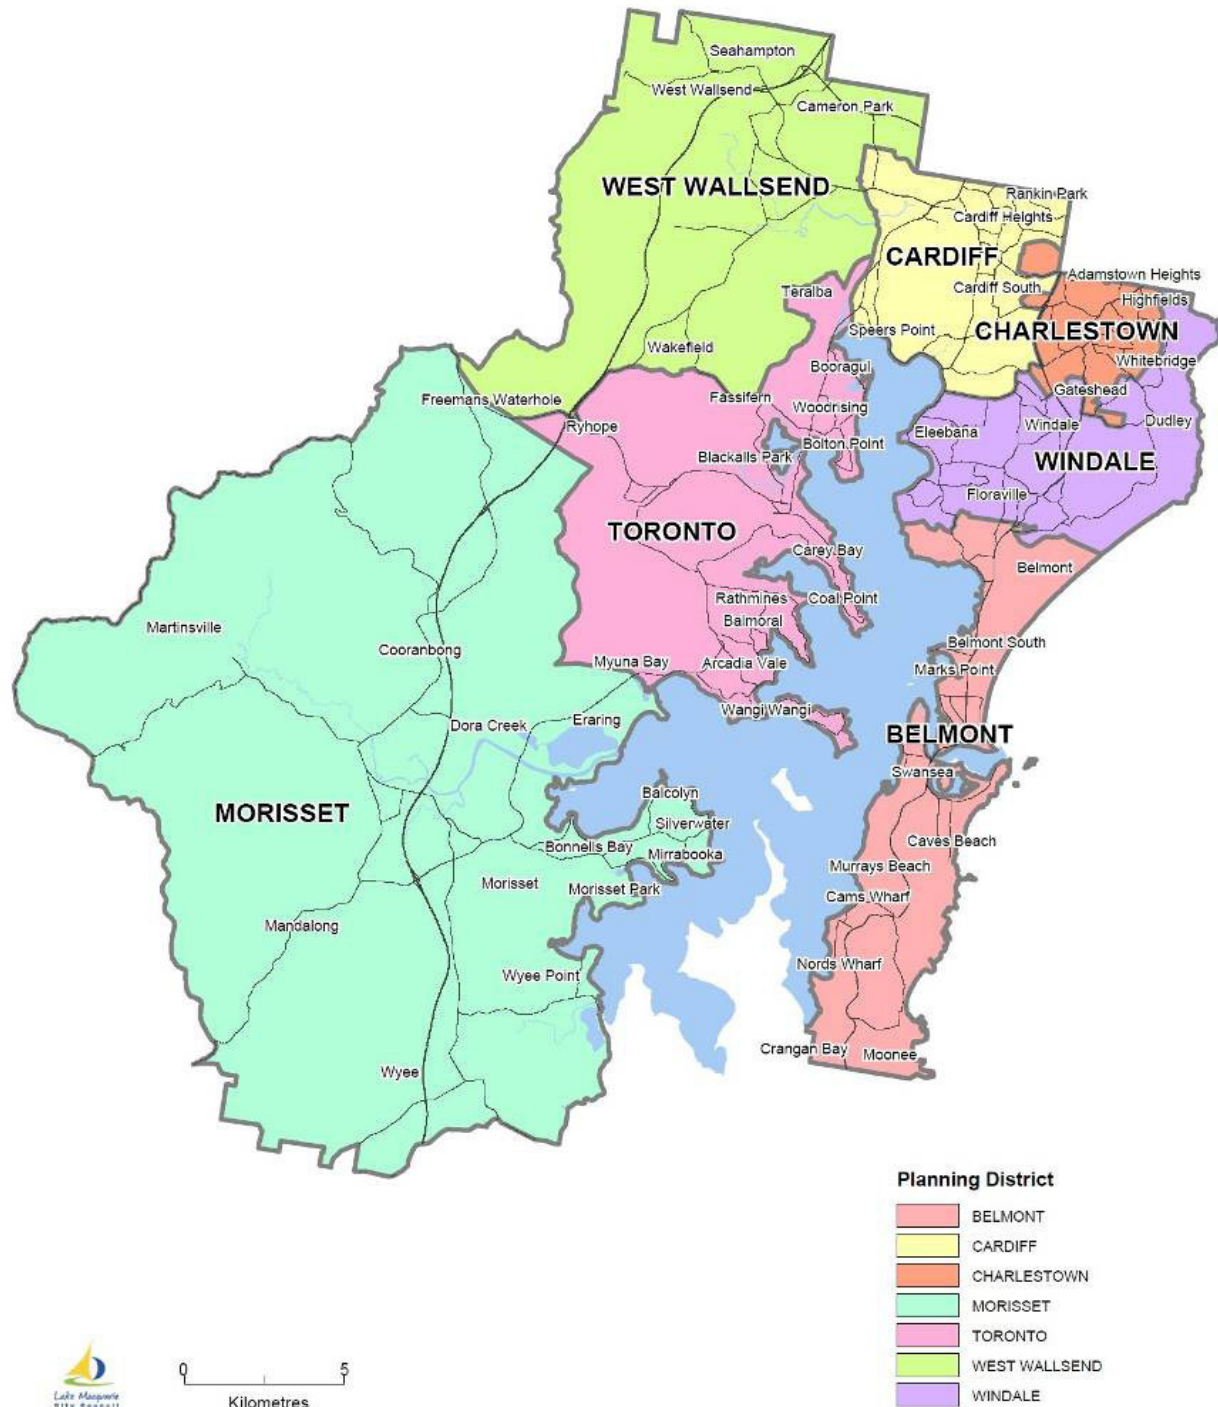 Seahampton
West Wallsend
Cameron Park
WEST WALLSEND
Rankin Park
Cardiff Heights
CARDIFF
Adamstown Heights
Teralba
Cardiff South
Highfields
Speers Point
CHARLESTOWN
Wakefield
Whitebridge
Booragul
Freemans Waterhole
Fassifern
Gateshead
Woodrising
Ryhope
Windale
Dudley
Eleebana
Bolton Point
Blackalls Park
WINDALE
Floraville
TORONTO
Carey Bay
Belmont
Rathmines
Coal Point
Martinsville
Balmoral
Cooranbong
Belmont South
Myuna Bay
Arcadia Vale
Marks Point
Wangi Wangi
Dora Creek
Eraring
BELMONT
Swansea
Balcolyn
MORISSET
Silverwater
Bonnells Bay
Mirrabooka
Caves Beach
Murrays Beach
Morisset
Morisset Park
Cams Wharf
Mandalong
Nords Wharf
Wyee Point
Crangan Bay
Moonee
Wyee
Planning District
BELMONT
CARDIFF
CHARLESTOWN
MORISSET
TORONTO
WEST WALLSEND
WINDALE
0 5
Kilometres
Lake Macquarie
City Council